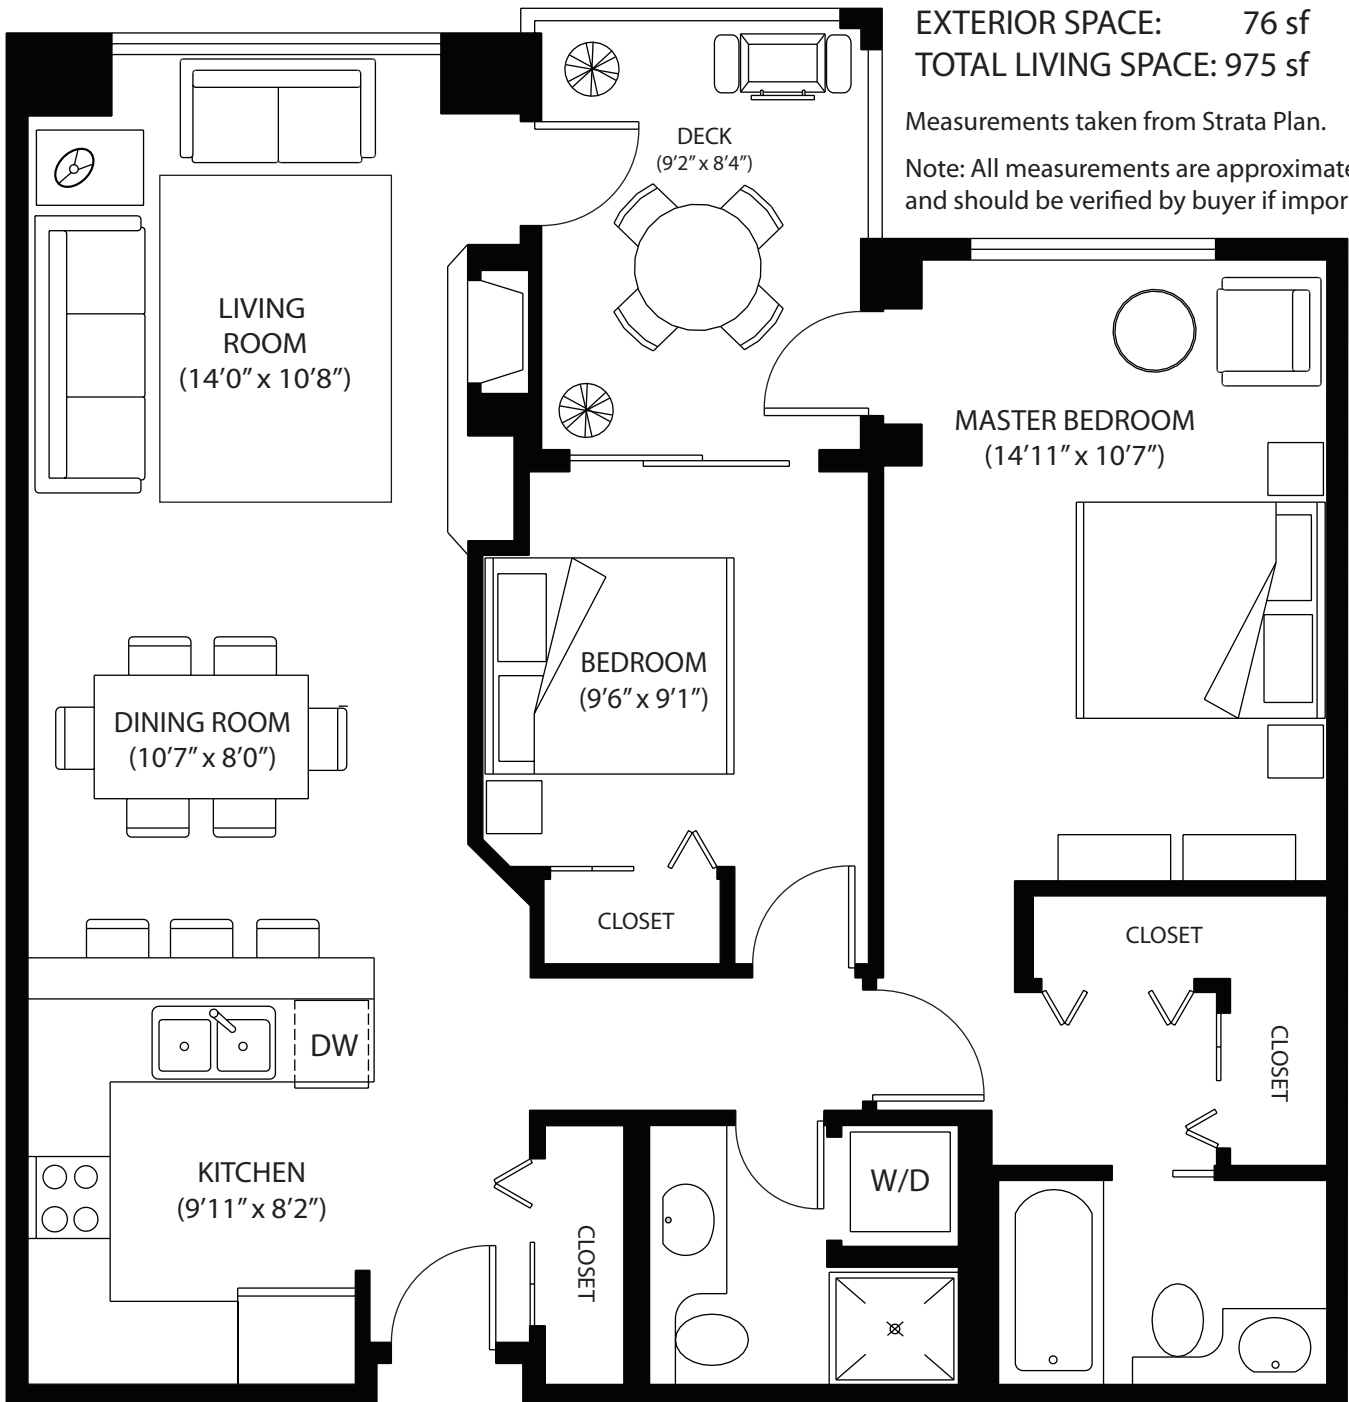 EXTERIOR SPACE: 76 sf
TOTAL LIVING SPACE: 975 sf
Measurements taken from Strata Plan.
Note: All measurements are approximate
and should be verified by buyer if impor
DECK
(9'2” x 8'4”)
LIVING
ROOM
(14'0” x 10'8”)
MASTER BEDROOM
(14'11” x 10'7”)
BEDROOM
(9'6” x 9'1”)
DINING ROOM
(10'7” x 8'0”)
CLOSET
CLOSET
CLOSET
DW
KITCHEN
(9'11” x 8'2”)
W/D
CLOSET